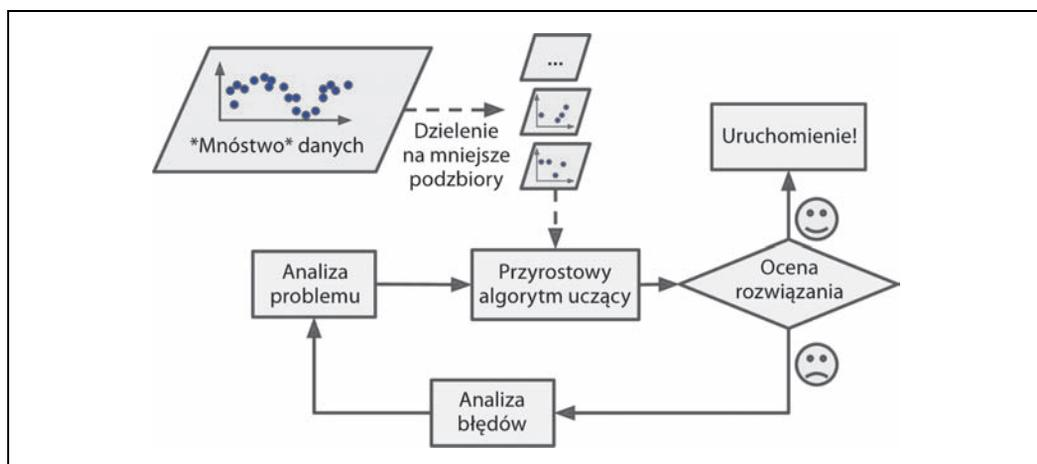 ...
*Mnóstwo* danych
Dzielenie
na mniejsze
podzbiory
Uruchomienie!
Analiza
problemu
Przyrostowy
algorytm uczący
Ocena
rozwiązania
Analiza
błędów